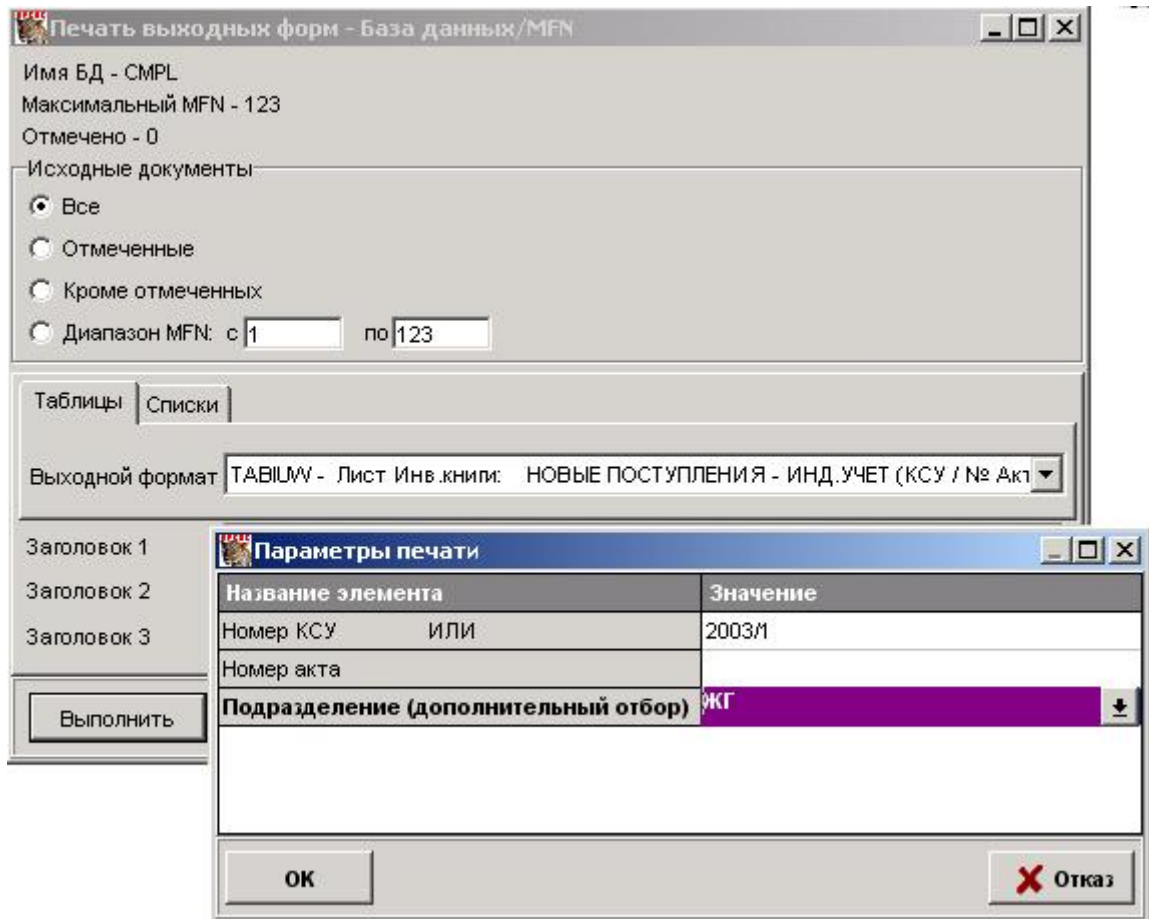 Печать выходных форм - База данных/MFN
Имя БД - CMPL
Максимальный MFN - 123
Отмечено - 0
Исходные документы
Все
Отмеченные
Кроме отмеченных
Диапазон MFN: с 1 по 123
Таблицы Списки
Выходной формат TABIUW - Лист Инв.книги: НОВЫЕ ПОСТУПЛЕНИЯ - ИНД.УЧЕТ (КСУ / № Акт
Заголовок 1
Заголовок 2
Заголовок 3
Выполнить
Параметры печати
Название элемента Значение
Номер КСУ ИЛИ 2003/1
Номер акта
Подразделение (дополнительный отбор) ЖГ
ОК Отказ